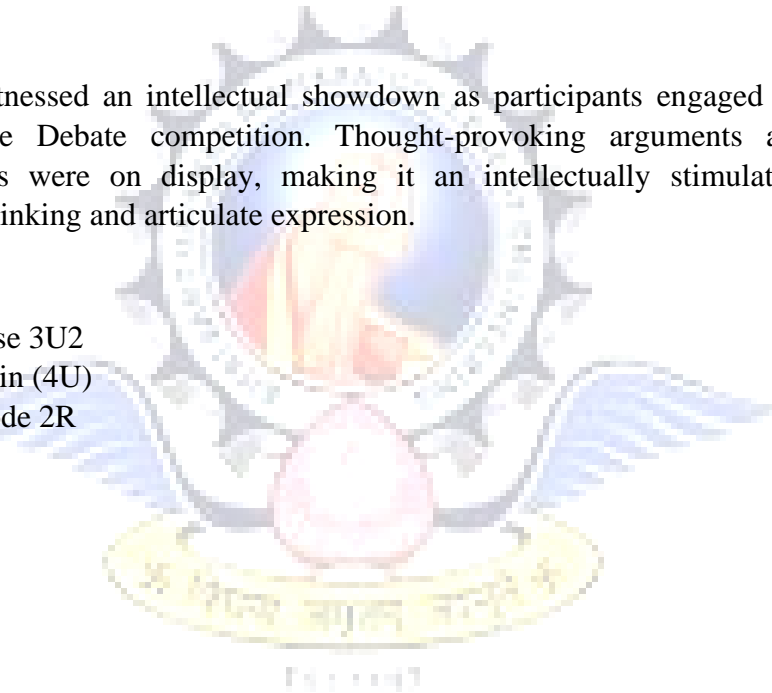 tnessed an intellectual showdown as participants engaged
e Debate competition. Thought-provoking arguments a
s were on display, making it an intellectually stimulat
inking and articulate expression.
se 3U2
in (4U)
de 2R